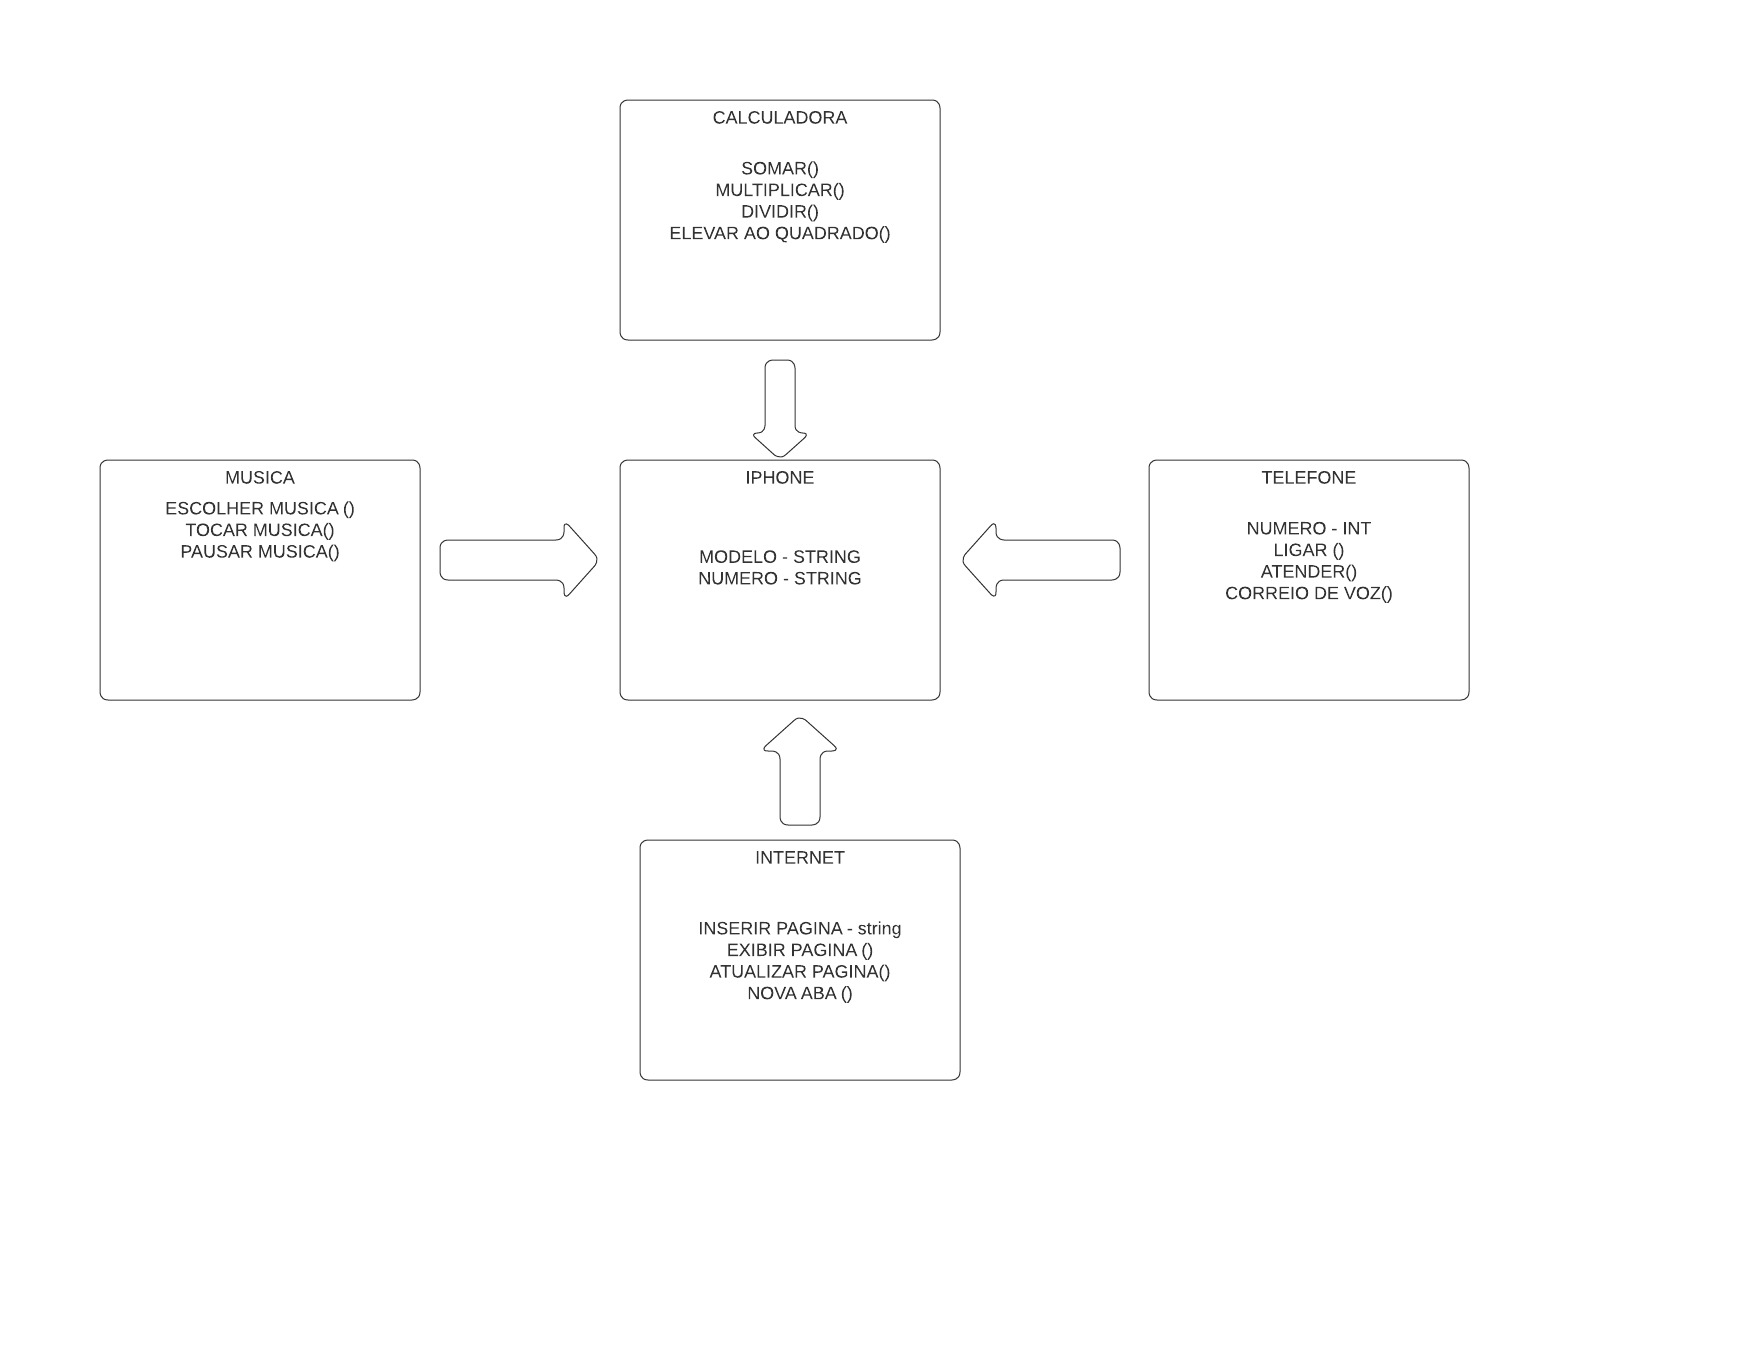 CALCULADORA
SOMAR()
MULTIPLICAR()
DIVIDIR()
ELEVAR AO QUADRADO()
MUSICA
ESCOLHER MUSICA ()
TOCAR MUSICA()
PAUSAR MUSICA()
IPHONE
MODELO - STRING
NUMERO - STRING
TELEFONE
NUMERO - INT
LIGAR ()
ATENDER()
CORREIO DE VOZ()
INTERNET
INSERIR PAGINA - string
EXIBIR PAGINA ()
ATUALIZAR PAGINA()
NOVA ABA ()